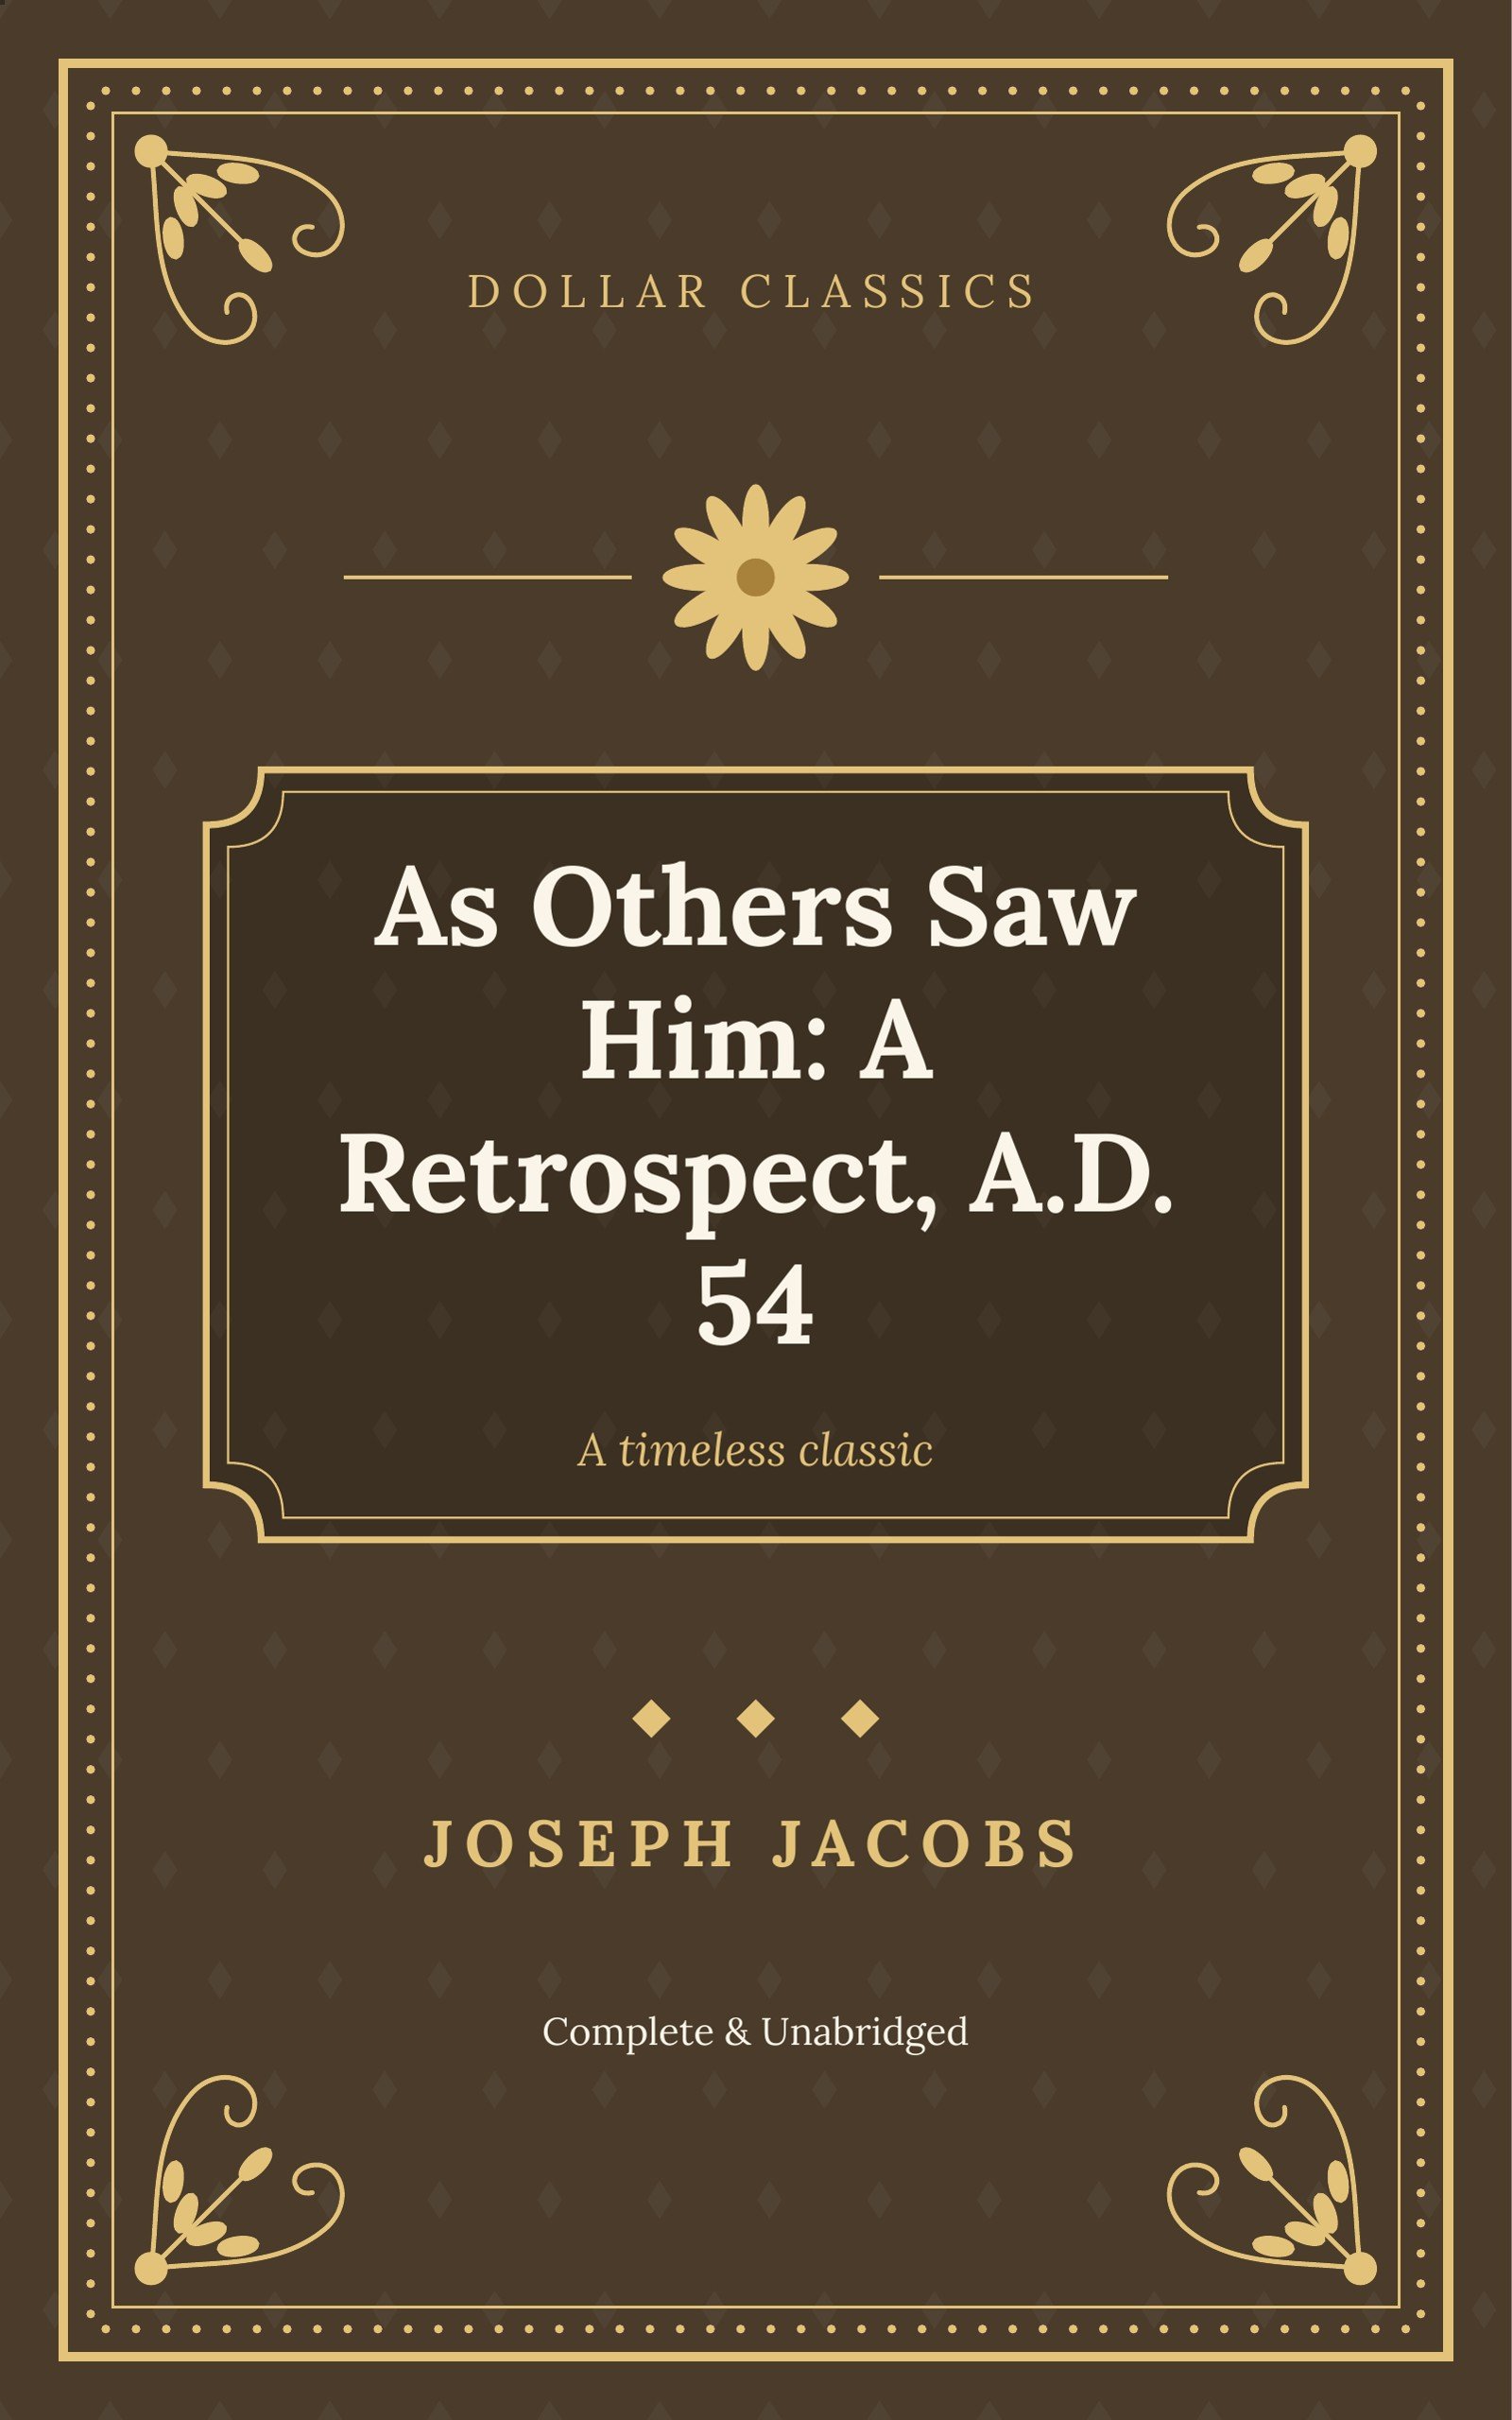 DOLLAR CLASSICS
As Others Saw
Him: A
Retrospect, A.D.
54
A timeless classic
JOSEPH JACOBS
Complete & Unabridged